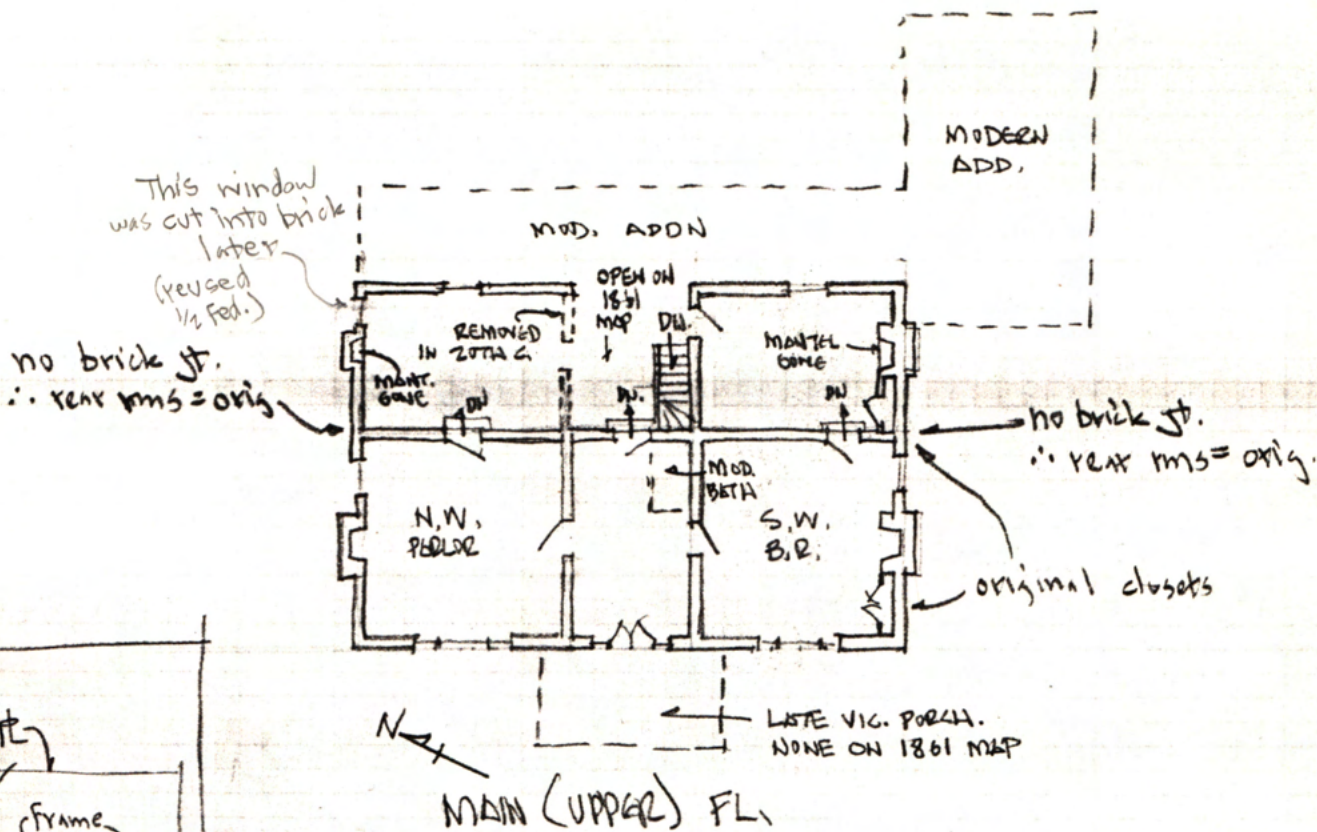 MODERN
ADD.
This window
was cut into brick
later
(reused
1/2 Fed.)
MOD. ADDN
OPEN ON
1861
MAP
DN.
REMOVED
IN 20TH C.
MANTEL
GONE
no brick jt.
∴ rear rms = orig
MANT.
GONE
DN
DN.
DN
no brick jt.
∴ rear rms = orig.
MOD.
BATH
N.W.
PARLOR
S.W.
B.R.
original closets
LATE VIC. PORCH.
NONE ON 1861 MAP
N
MAIN (UPPER) FL.
frame